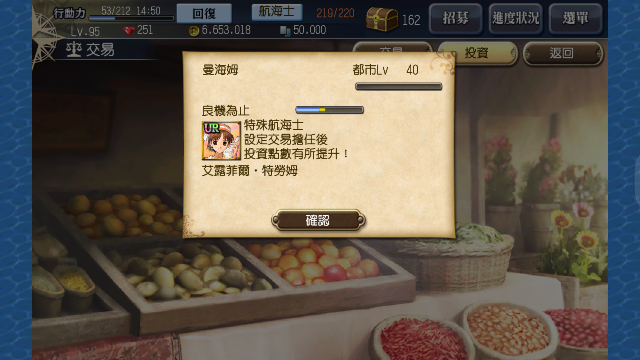 行動力 53/212 14:50 回復 航海士 219/220 162 招募 進度狀況 選單
Lv.95 251 6.653.018 50.000
交易 交易 投資 返回
曼海姆 都市Lv 40
良機為止
UR 特殊航海士
設定交易擔任後
投資點數有所提升！
艾露菲爾・特勞姆
確認